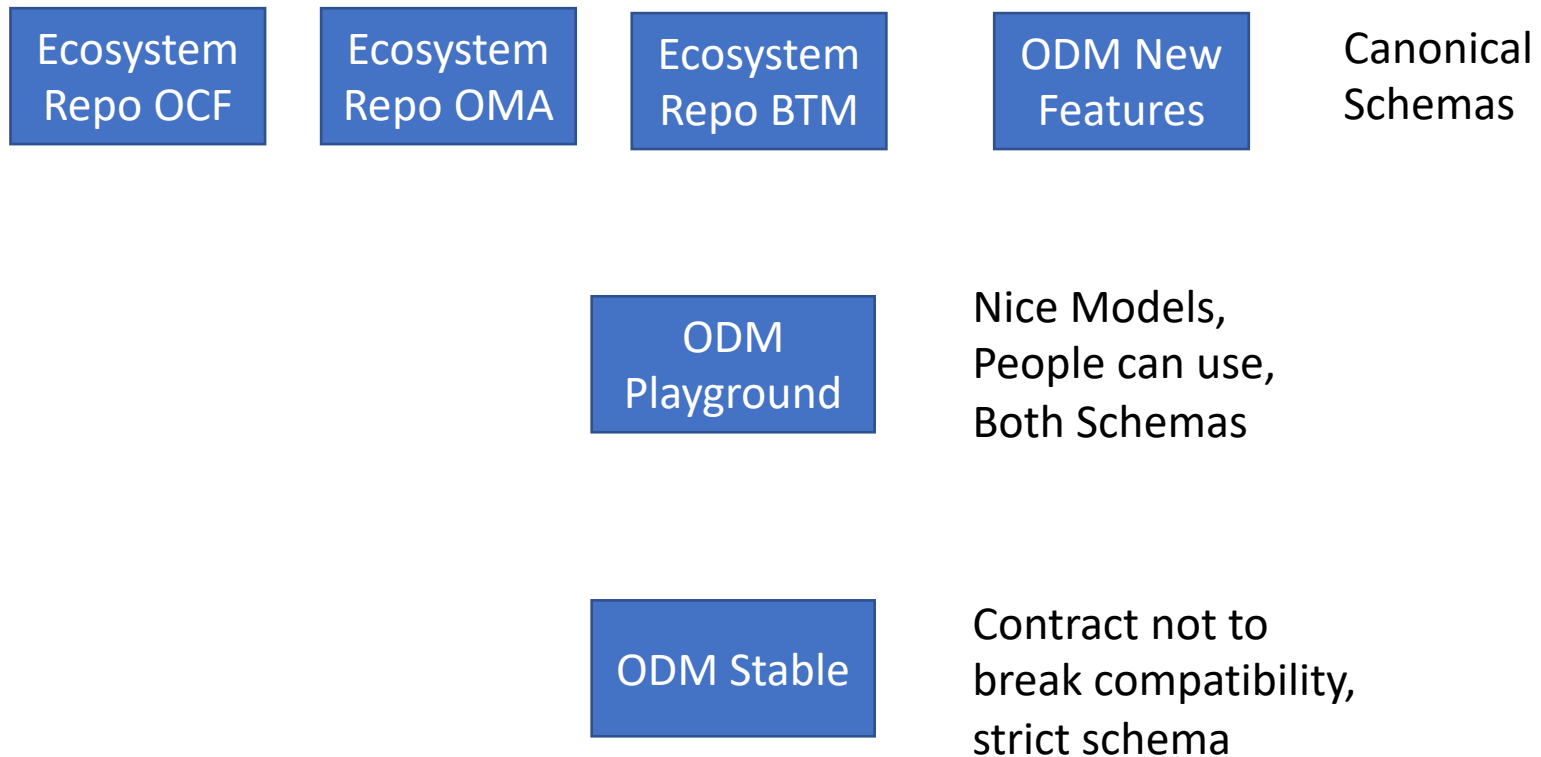 Ecosystem
Repo OCF
Ecosystem
Repo OMA
Ecosystem
Repo BTM
ODM New
Features
Canonical
Schemas
ODM
Playground
Nice Models,
People can use,
Both Schemas
ODM Stable
Contract not to
break compatibility,
strict schema